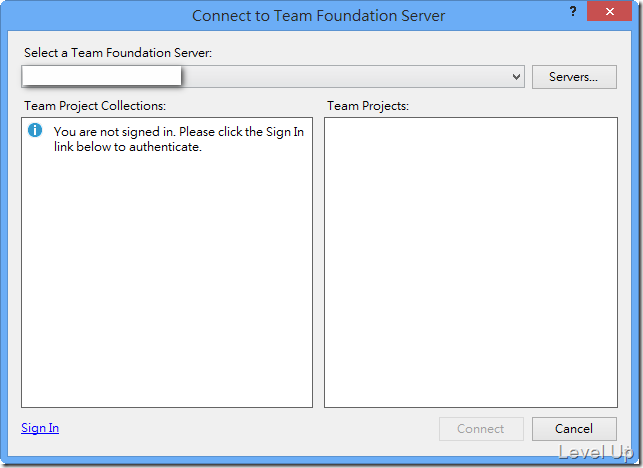 Connect to Team Foundation Server
?
Select a Team Foundation Server:
Servers...
Team Project Collections:
Team Projects:
You are not signed in. Please click the Sign In
link below to authenticate.
Sign In
Connect
Cancel
Level Up